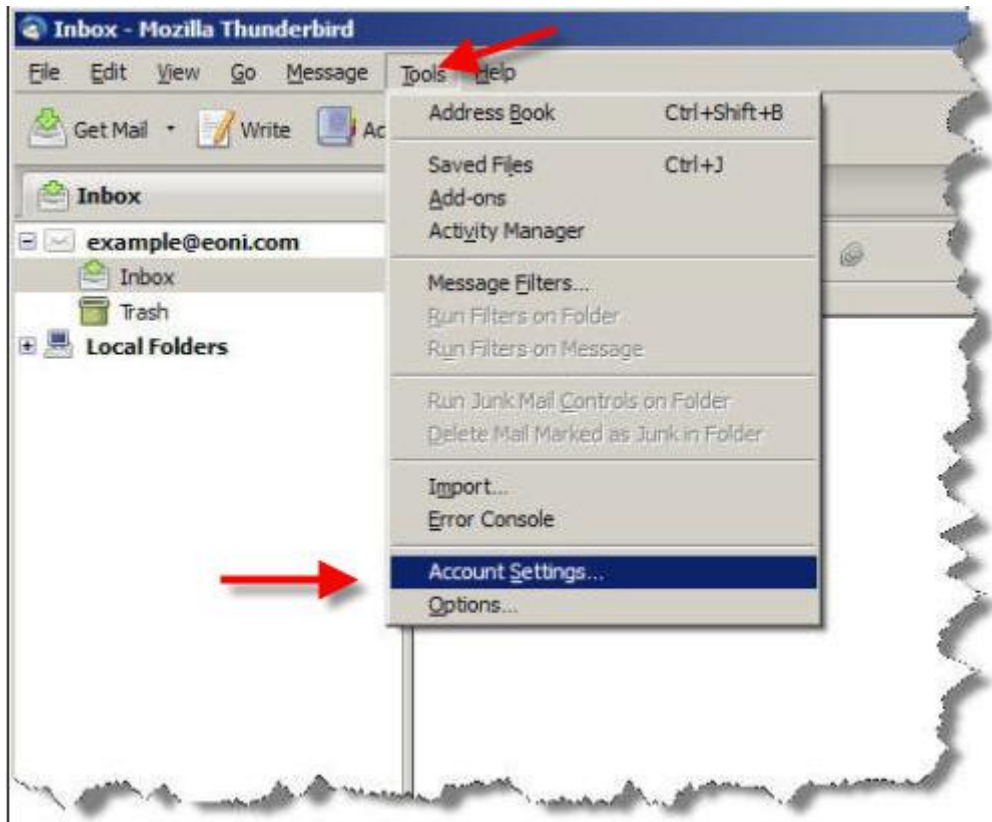 Inbox - Mozilla Thunderbird
File Edit View Go Message Tools Help
Get Mail Write
Address Book Ctrl+Shift+B
Saved Files Ctrl+J
Add-ons
Activity Manager
Inbox
example@eoni.com
Inbox
Trash
Local Folders
Message Filters...
Run Filters on Folder
Run Filters on Message
Run Junk Mail Controls on Folder
Delete Mail Marked as Junk in Folder
Import...
Error Console
Account Settings...
Options...